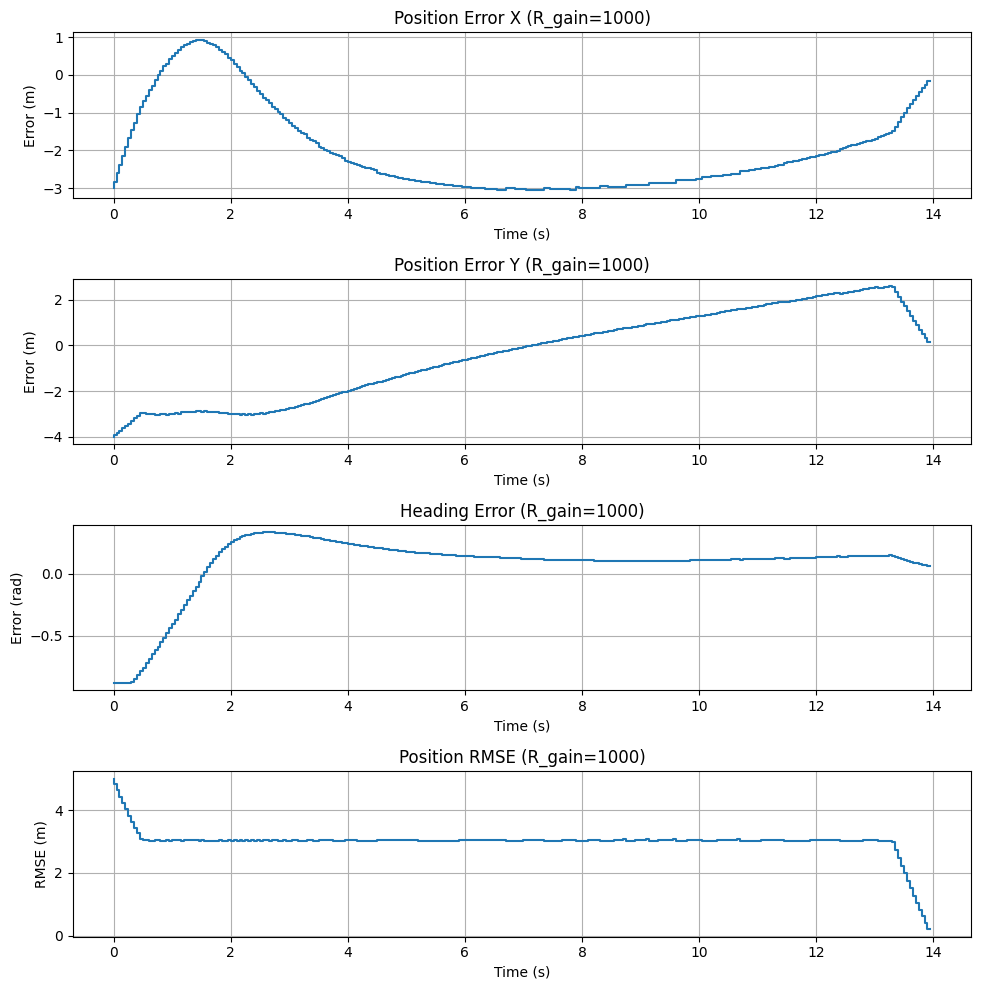 Position Error X (R_gain=1000)
1
0
−1
−2
−3
Error (m)
0 2 4 6 8 10 12 14
Time (s)
Position Error Y (R_gain=1000)
2
0
−2
−4
Error (m)
0 2 4 6 8 10 12 14
Time (s)
Heading Error (R_gain=1000)
0.0
−0.5
Error (rad)
0 2 4 6 8 10 12 14
Time (s)
Position RMSE (R_gain=1000)
4
2
0
RMSE (m)
0 2 4 6 8 10 12 14
Time (s)